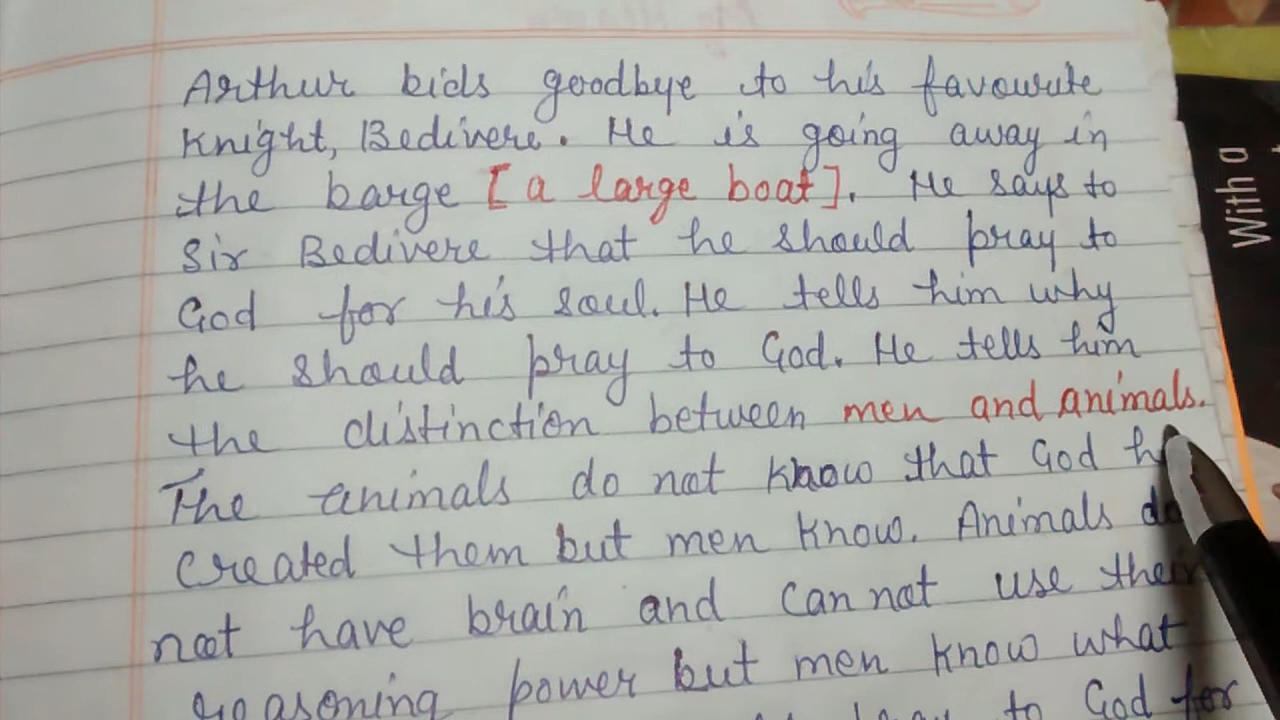 Arthur bids goodbye to his favourite
Knight, Bedivere. He is going away in
the barge [a large boat]. He says to
Sir Bedivere that he should pray to
God for his soul. He tells him why
he should pray to God. He tells him
the distinction between men and animals.
The animals do not know that God
created them but men know. Animals do
not have brain and can not use their
reasoning power but men know what
to God for
With a